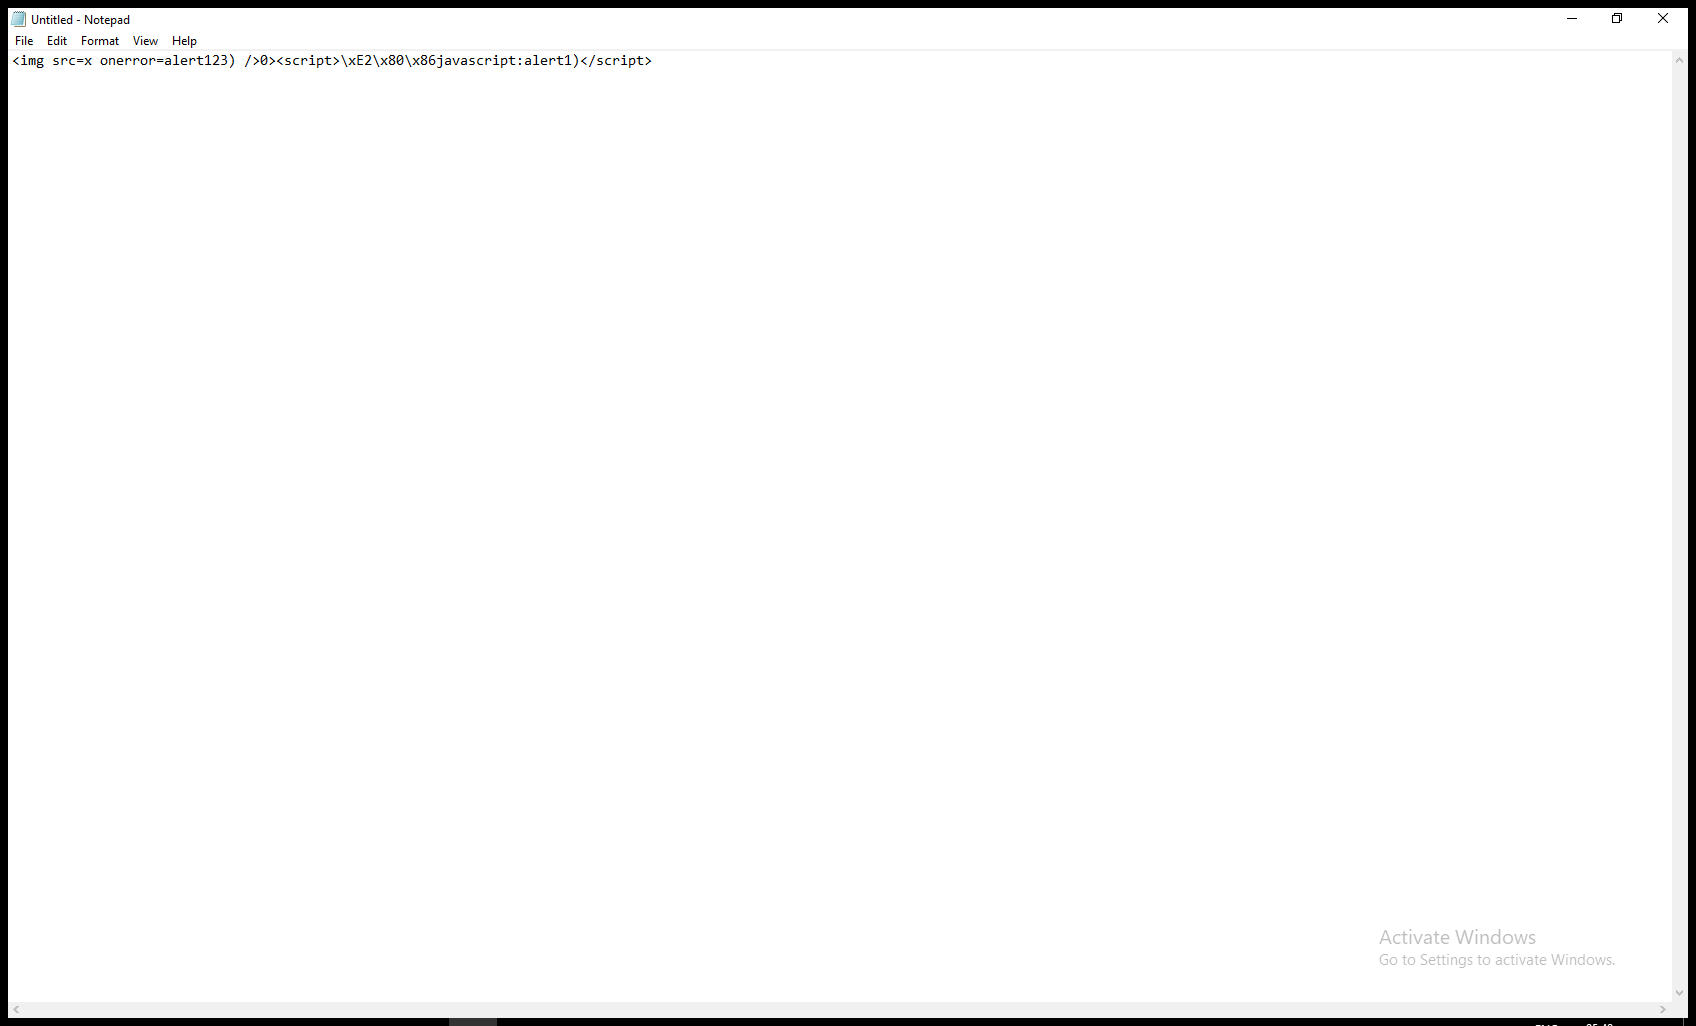 Untitled - Notepad
File Edit Format View Help
<img src=x onerror=alert123) />0><script>\xE2\x80\x86javascript:alert1)</script>
Activate Windows
Go to Settings to activate Windows.